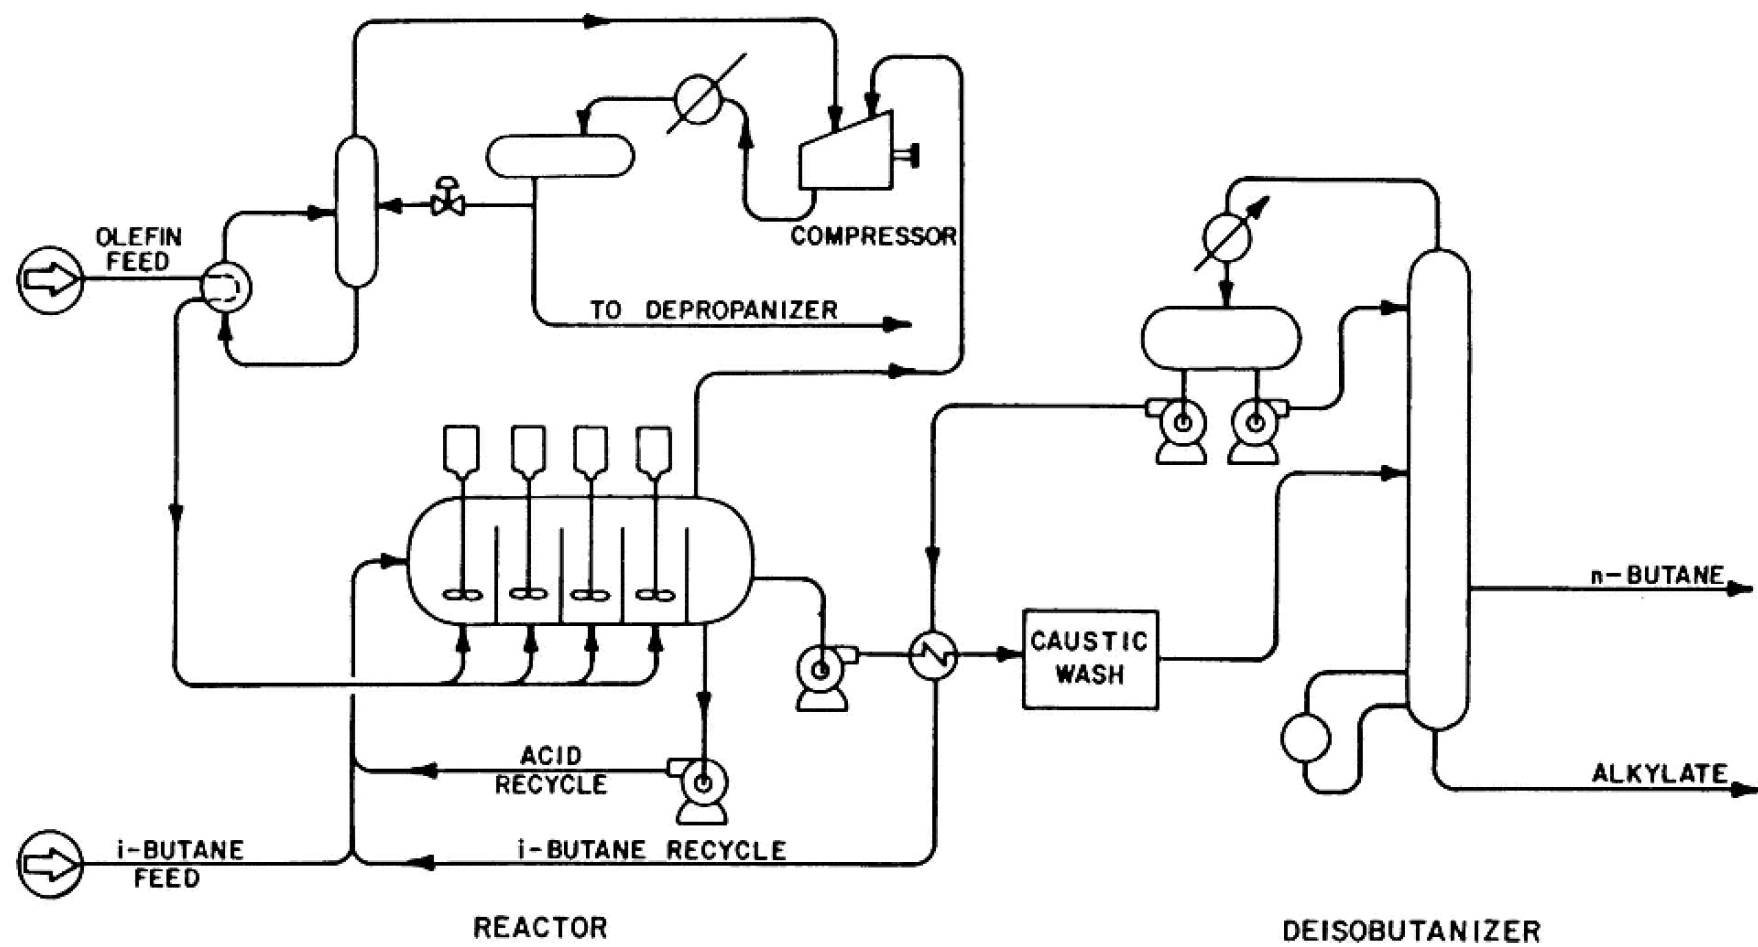 OLEFIN
FEED
COMPRESSOR
TO DEPROPANIZER
n-BUTANE
CAUSTIC
WASH
ACID
RECYCLE
ALKYLATE
i-BUTANE
FEED
i-BUTANE RECYCLE
REACTOR
DEISOBUTANIZER